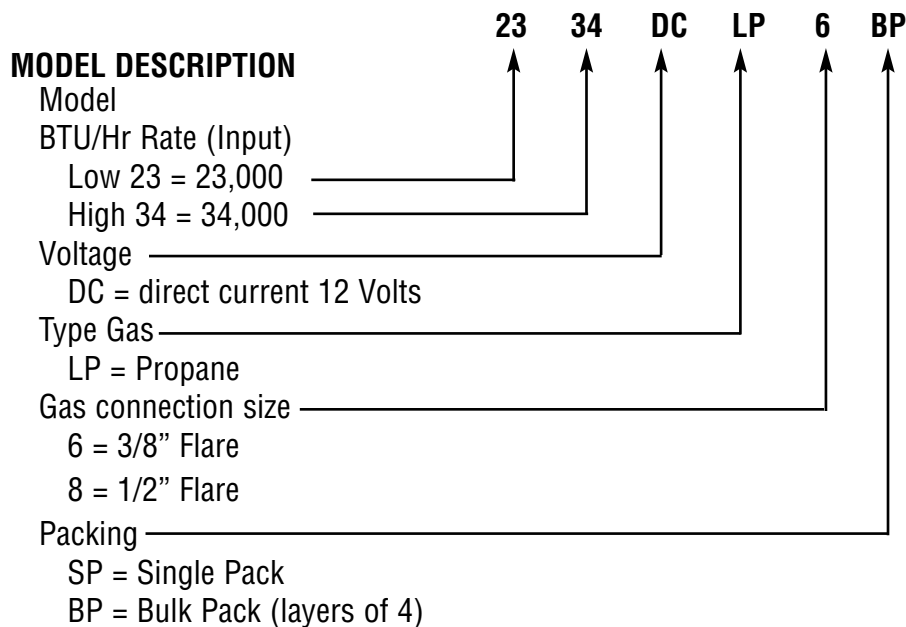 23 34 DC LP 6 BP
MODEL DESCRIPTION
Model
BTU/Hr Rate (Input)
Low 23 = 23,000
High 34 = 34,000
Voltage
DC = direct current 12 Volts
Type Gas
LP = Propane
Gas connection size
6 = 3/8” Flare
8 = 1/2” Flare
Packing
SP = Single Pack
BP = Bulk Pack (layers of 4)